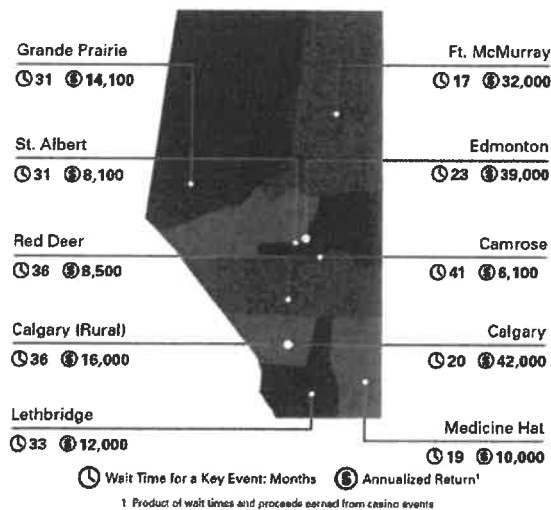 Grande Prairie
31 $ 14,100
Ft. McMurray
17 $ 32,000
St. Albert
31 $ 8,100
Edmonton
23 $ 39,000
Red Deer
36 $ 8,500
Camrose
41 $ 6,100
Calgary (Rural)
36 $ 16,000
Calgary
20 $ 42,000
Lethbridge
33 $ 12,000
Medicine Hat
19 $ 10,000
Wait Time for a Key Event: Months $ Annualized Return¹
1 Product of wait times and proceeds earned from casino events